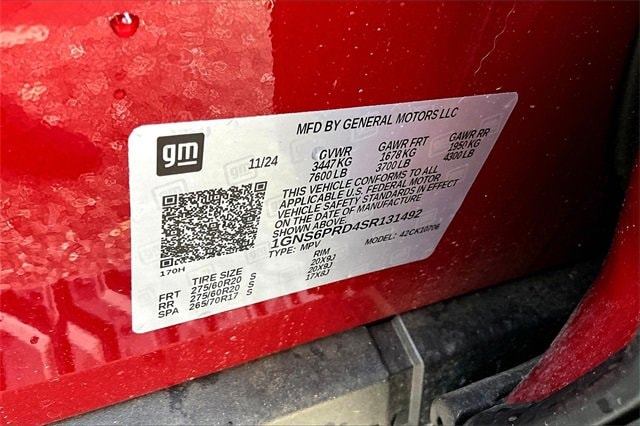 MFD BY GENERAL MOTORS LLC
gm
11/24 GVWR GAWR FRT GAWR RR
3447 KG 1678 KG 1950 KG
7600 LB 3700 LB 4300 LB
THIS VEHICLE CONFORMS TO ALL
APPLICABLE U.S. FEDERAL MOTOR
VEHICLE SAFETY STANDARDS IN EFFECT
ON THE DATE OF MANUFACTURE
SHOWN ABOVE.
1GNS6PRD4SR131492
TYPE: MPV MODEL: 42CK10706
170H
TIRE SIZE RIM
FRT 275/60R20 S 20X9J
RR 275/60R20 S 20X9J
SPA 265/70R17 S 17X8J